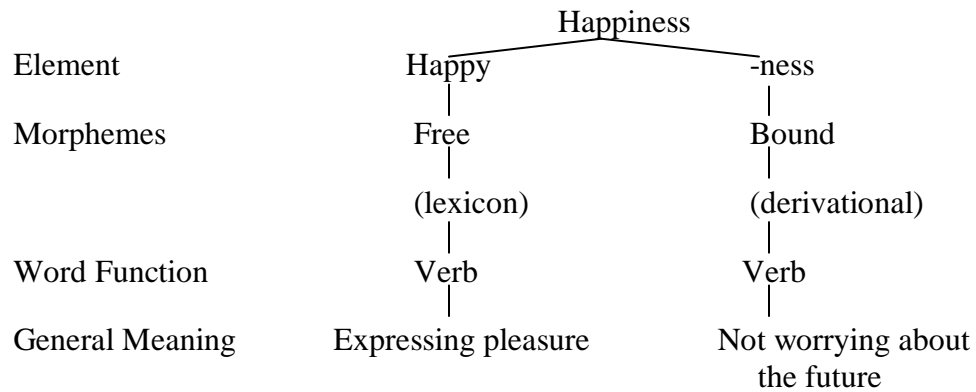 Happiness
Element Happy -ness
Morphemes Free Bound
(lexicon) (derivational)
Word Function Verb Verb
General Meaning Expressing pleasure Not worrying about
the future